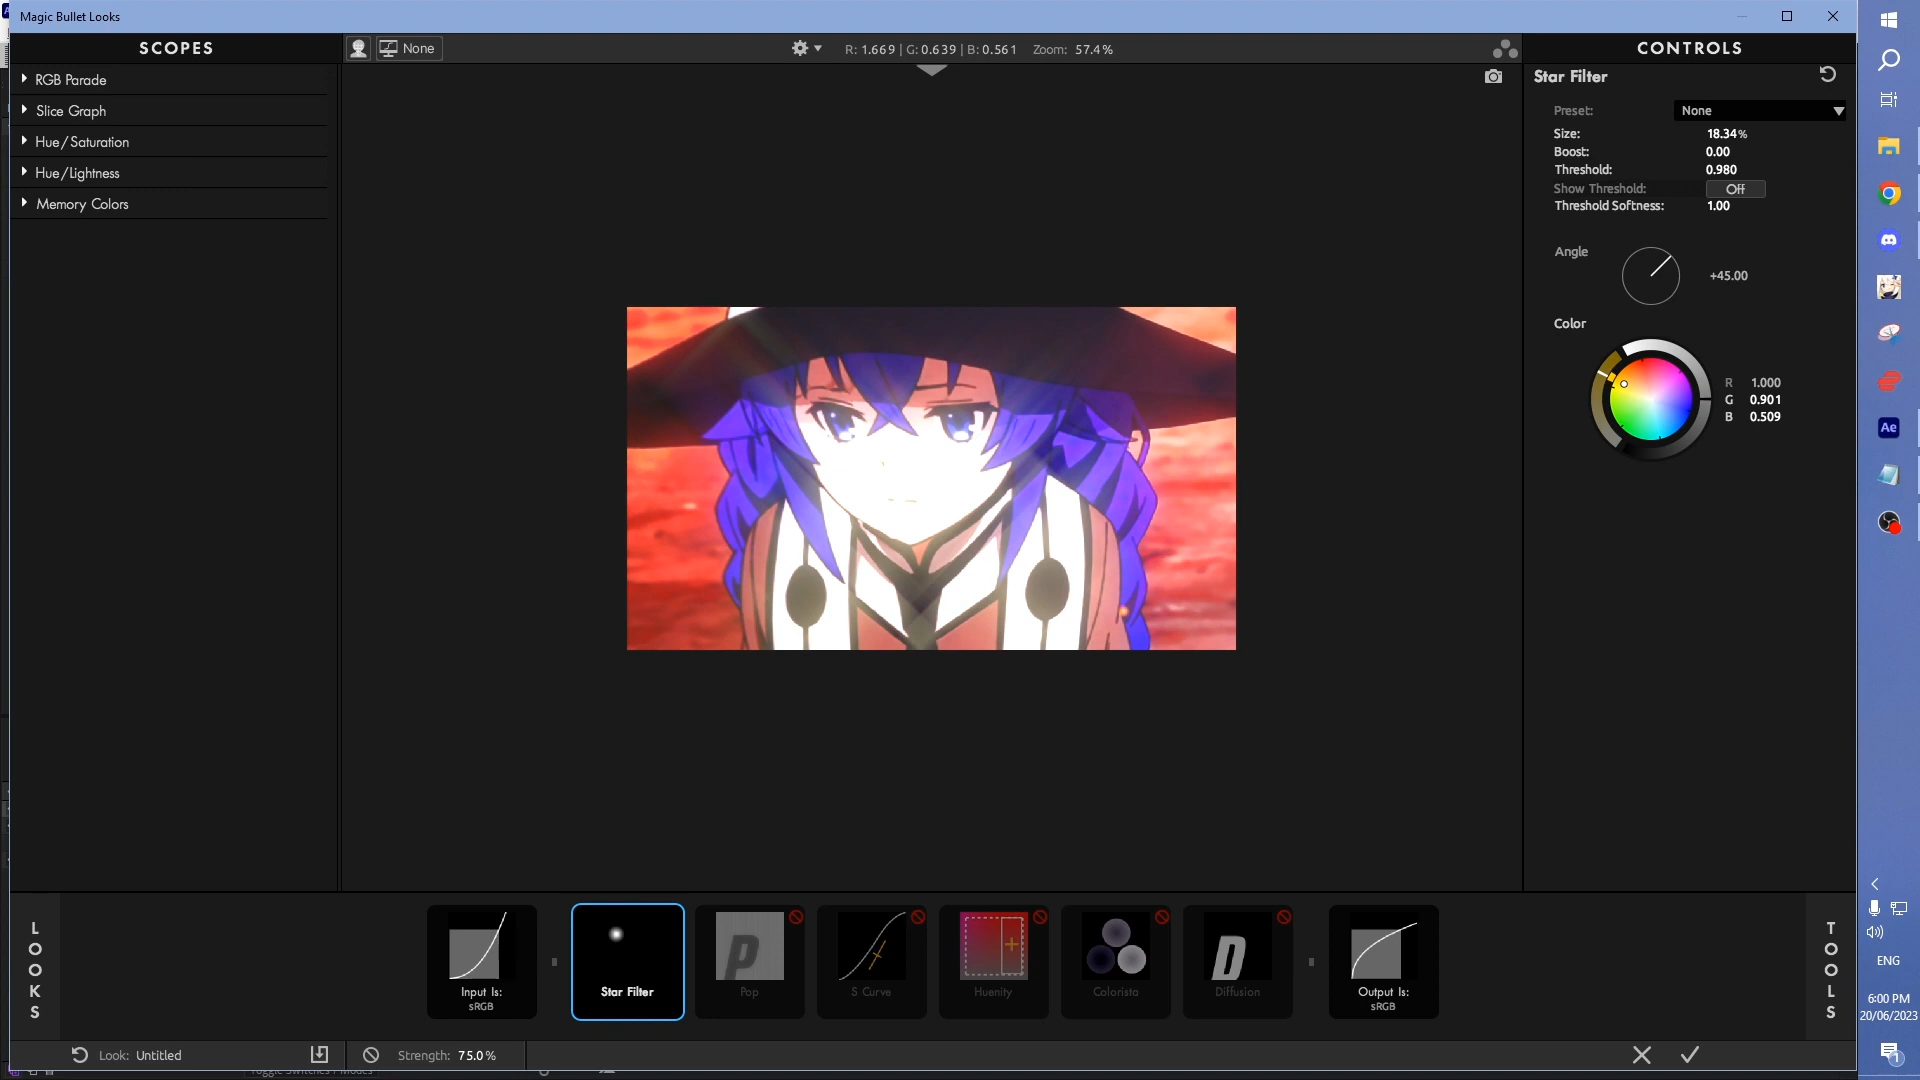 Magic Bullet Looks
SCOPES
None
R: 1.669 | G: 0.639 | B: 0.561
Zoom: 57.4%
CONTROLS
RGB Parade
Slice Graph
Hue/Saturation
Hue/Lightness
Memory Colors
Star Filter
Preset: None
Size: 18.34%
Boost: 0.00
Threshold: 0.980
Show Threshold: Off
Threshold Softness: 1.00
Angle
+45.00
Color
R 1.000
G 0.901
B 0.509
Ae
LOOKS
Input Is:
sRGB
Star Filter
P
Pop
S Curve
Huenity
Colorista
D
Diffusion
Output Is:
sRGB
TOOLS
Look: Untitled
Strength: 75.0%
ENG
6:00 PM
20/06/2023
1